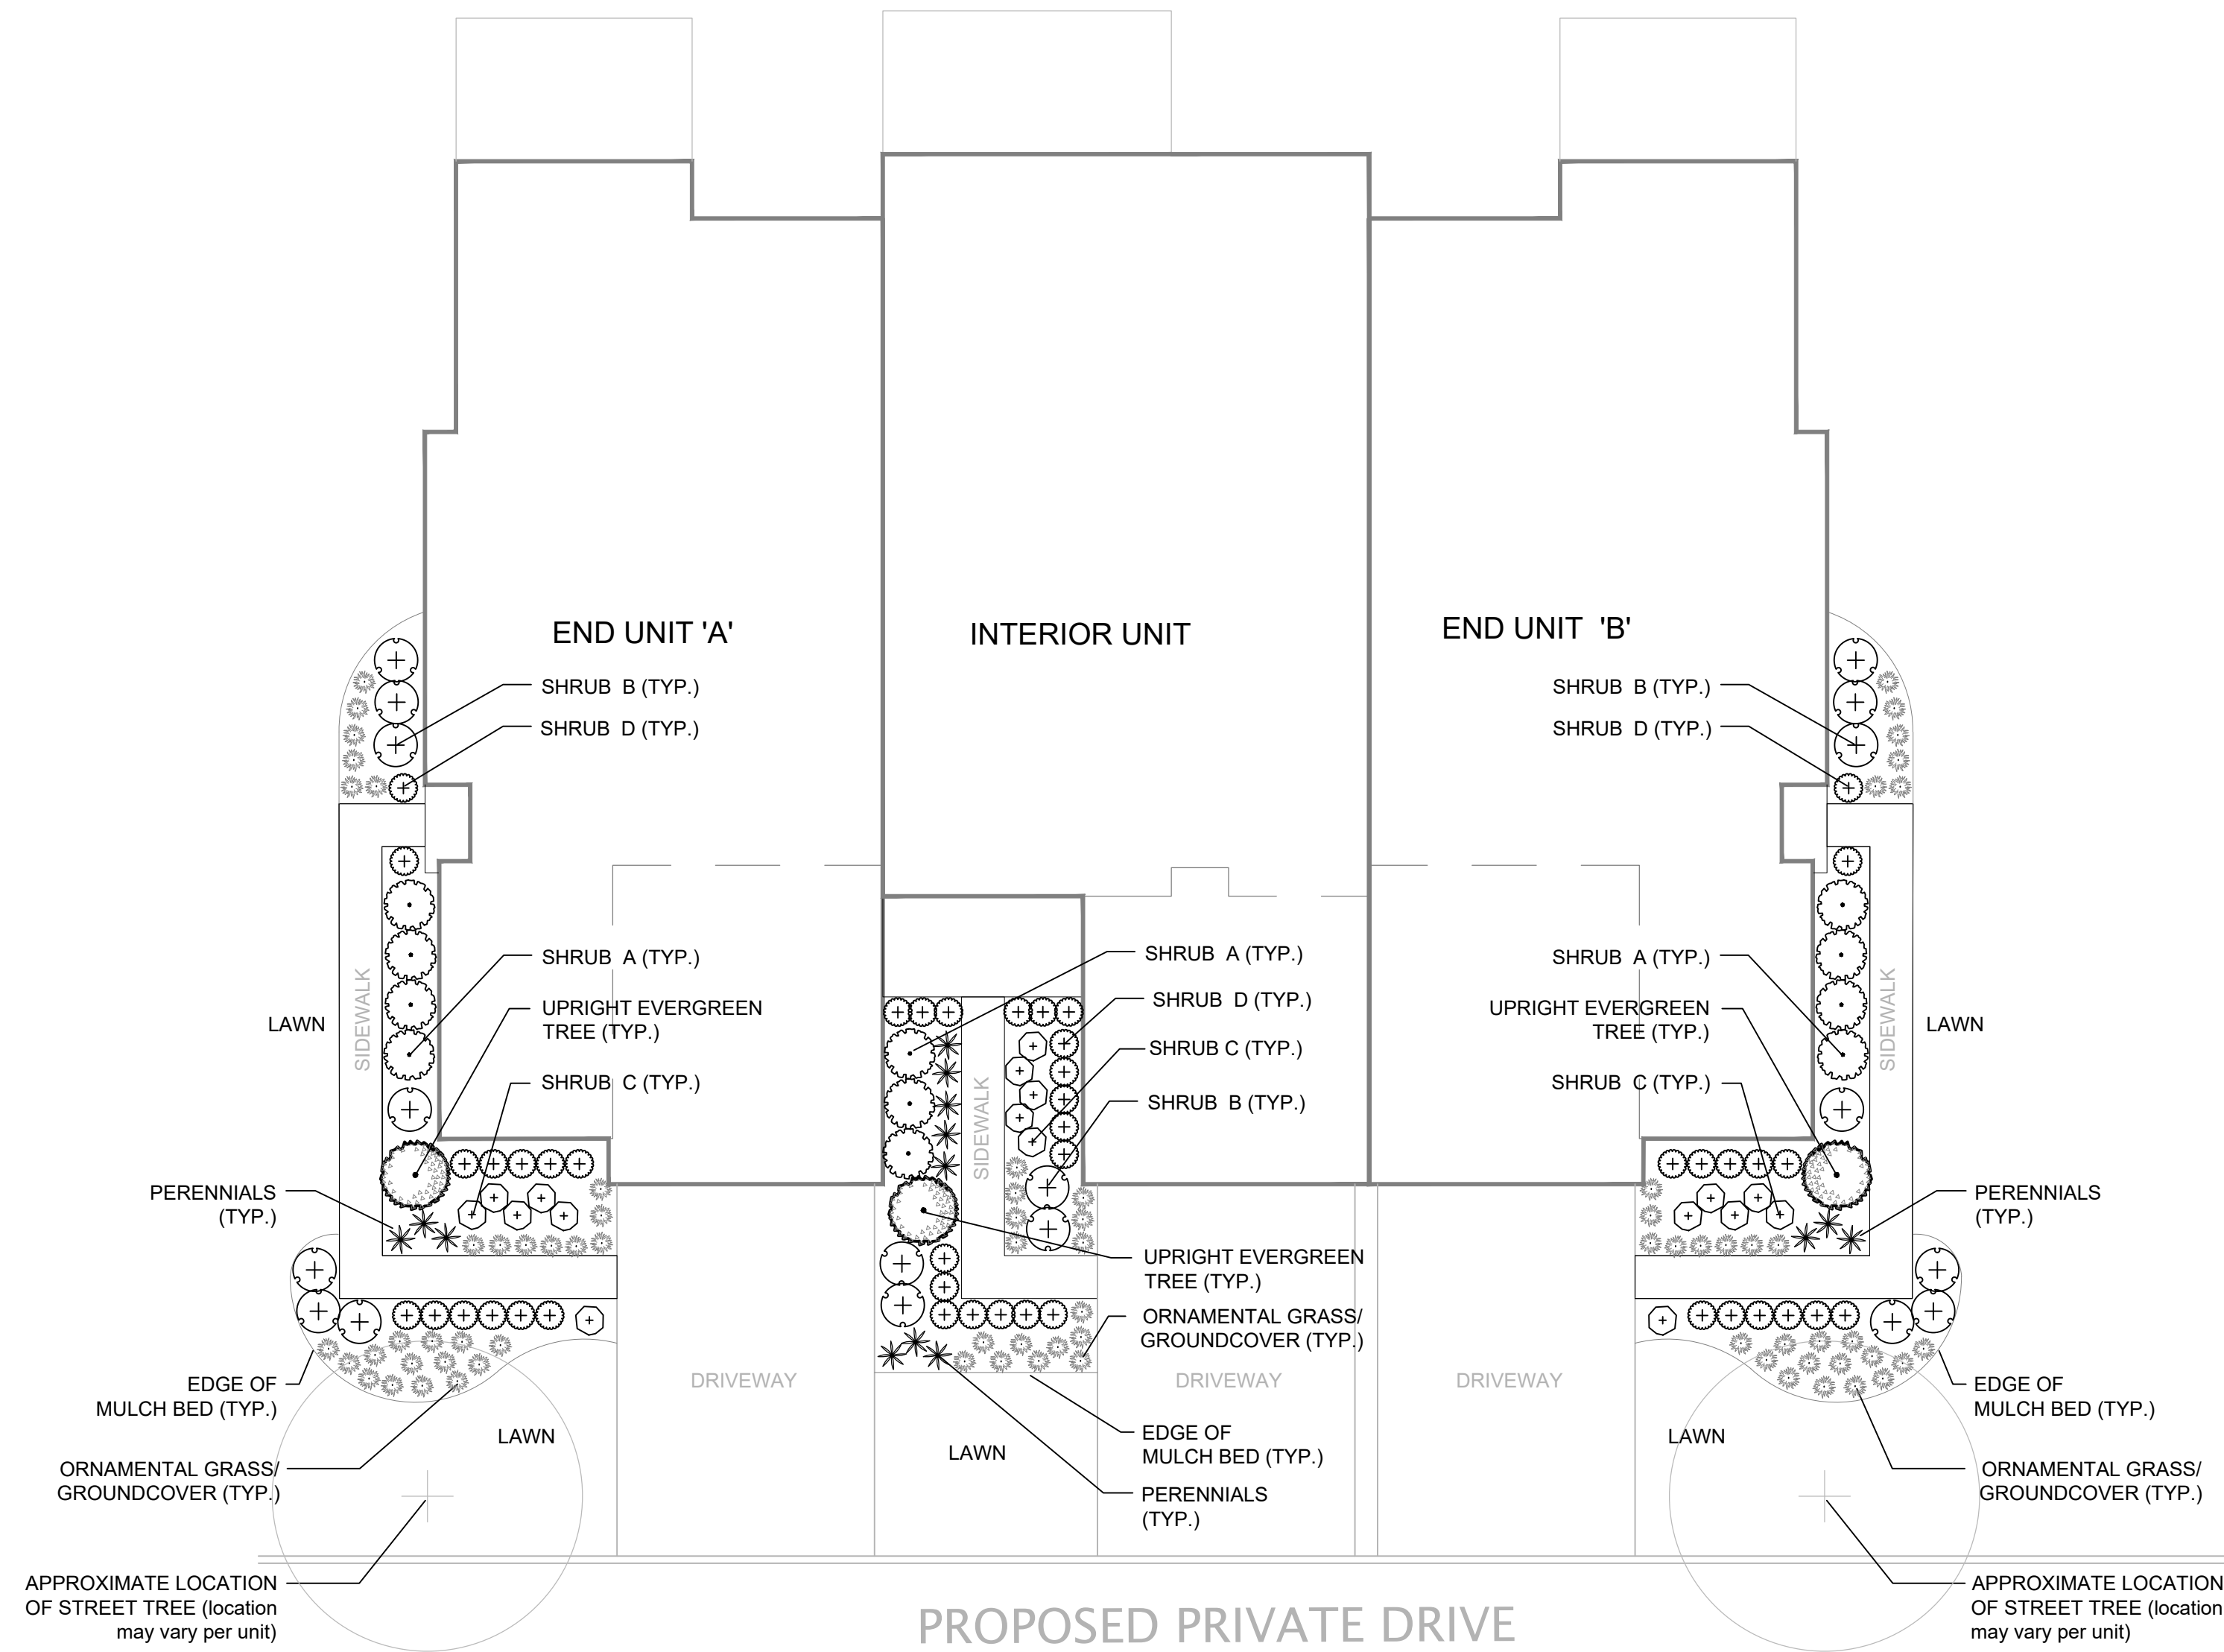 END UNIT 'A'
SHRUB B (TYP.)
SHRUB D (TYP.)
SHRUB A (TYP.)
UPRIGHT EVERGREEN
TREE (TYP.)
SHRUB C (TYP.)
LAWN
SIDEWALK
PERENNIALS
(TYP.)
EDGE OF
MULCH BED (TYP.)
ORNAMENTAL GRASS/
GROUNDCOVER (TYP.)
APPROXIMATE LOCATION
OF STREET TREE (location
may vary per unit)
LAWN
DRIVEWAY
INTERIOR UNIT
SHRUB A (TYP.)
SHRUB D (TYP.)
SHRUB C (TYP.)
SHRUB B (TYP.)
SIDEWALK
UPRIGHT EVERGREEN
TREE (TYP.)
ORNAMENTAL GRASS/
GROUNDCOVER (TYP.)
DRIVEWAY
EDGE OF
MULCH BED (TYP.)
LAWN
PERENNIALS
(TYP.)
END UNIT 'B'
SHRUB B (TYP.)
SHRUB D (TYP.)
SHRUB A (TYP.)
UPRIGHT EVERGREEN
TREE (TYP.)
SHRUB C (TYP.)
SIDEWALK
LAWN
PERENNIALS
(TYP.)
DRIVEWAY
EDGE OF
MULCH BED (TYP.)
LAWN
ORNAMENTAL GRASS/
GROUNDCOVER (TYP.)
APPROXIMATE LOCATION
OF STREET TREE (location
may vary per unit)
PROPOSED PRIVATE DRIVE